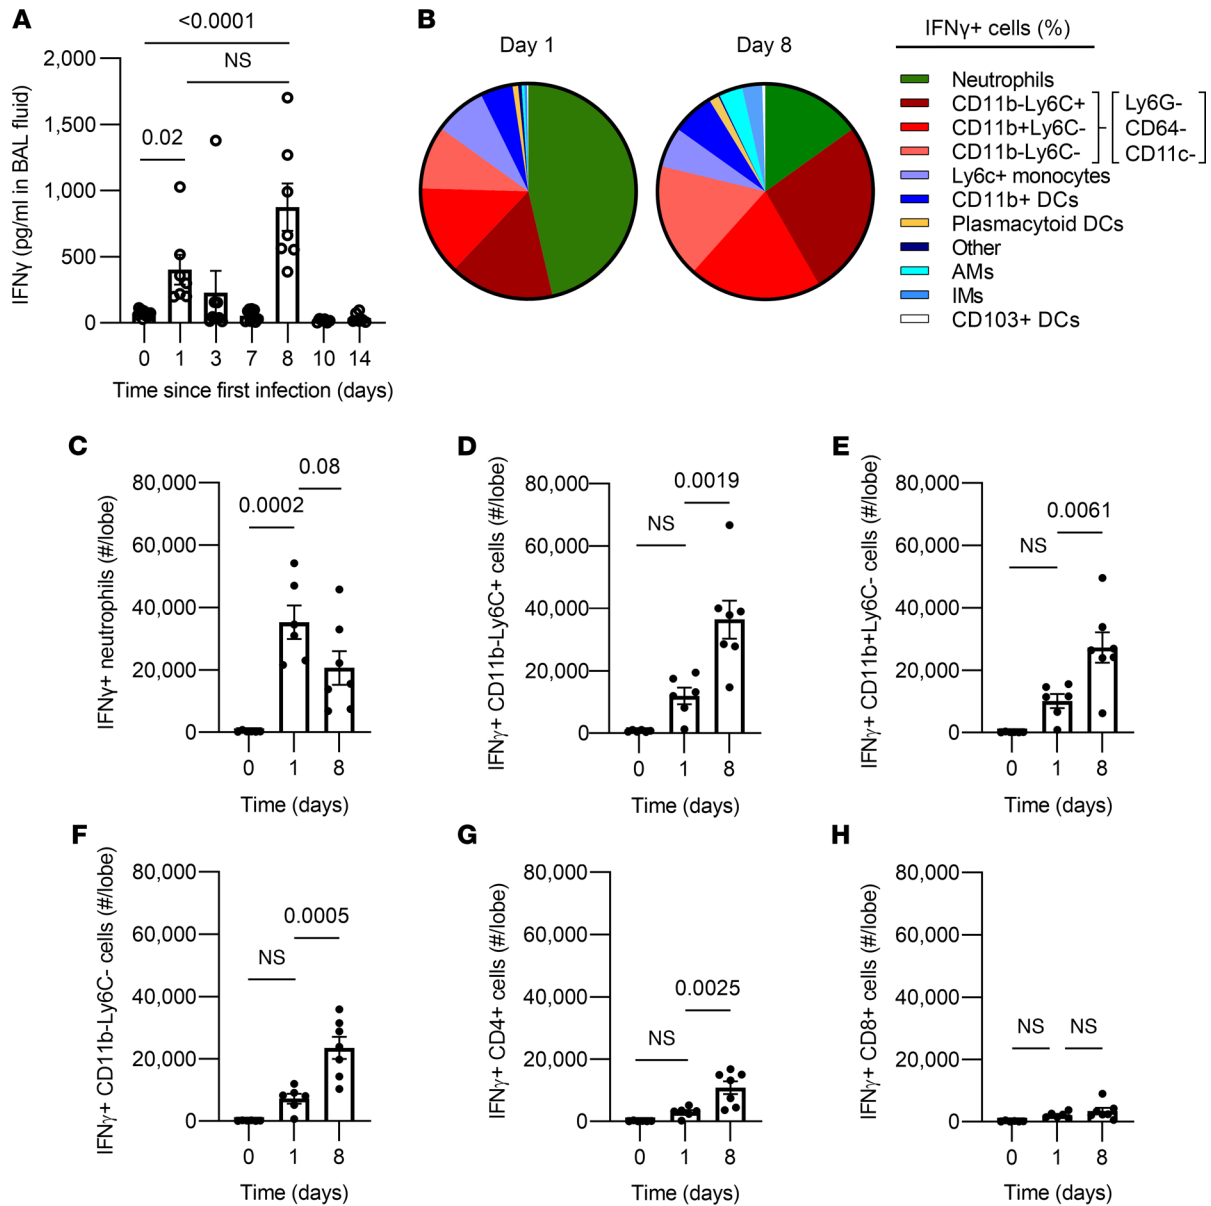 A
<0.0001
NS
0.02
2,000
1,500
1,000
500
0
IFNγ (pg/ml in BAL fluid)
0 1 3 7 8 10 14
Time since first infection (days)
B
Day 1
Day 8
IFNγ+ cells (%)
Neutrophils
CD11b-Ly6C+
CD11b+Ly6C-
CD11b-Ly6C-
Ly6G-
CD64-
CD11c-
Ly6c+ monocytes
CD11b+ DCs
Plasmacytoid DCs
Other
AMs
IMs
CD103+ DCs
C
0.08
0.0002
80,000
60,000
40,000
20,000
0
IFNγ+ neutrophils (#/lobe)
0 1 8
Time (days)
D
0.0019
NS
80,000
60,000
40,000
20,000
0
IFNγ+ CD11b-Ly6C+ cells (#/lobe)
0 1 8
Time (days)
E
0.0061
NS
80,000
60,000
40,000
20,000
0
IFNγ+ CD11b+Ly6C- cells (#/lobe)
0 1 8
Time (days)
F
0.0005
NS
80,000
60,000
40,000
20,000
0
IFNγ+ CD11b-Ly6C- cells (#/lobe)
0 1 8
Time (days)
G
0.0025
NS
80,000
60,000
40,000
20,000
0
IFNγ+ CD4+ cells (#/lobe)
0 1 8
Time (days)
H
NS NS
80,000
60,000
40,000
20,000
0
IFNγ+ CD8+ cells (#/lobe)
0 1 8
Time (days)